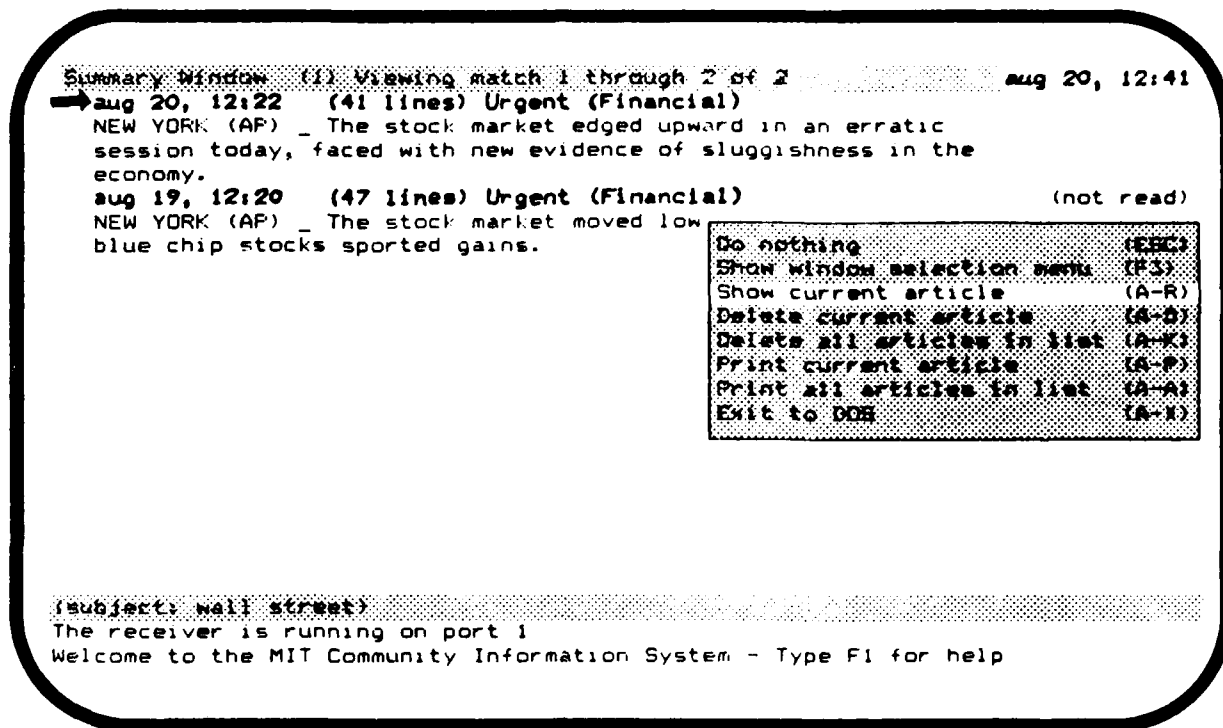 Summary Window (1) Viewing match 1 through 2 of 2 aug 20, 12:41
aug 20, 12:22 (41 lines) Urgent (Financial)
NEW YORK (AP) _ The stock market edged upward in an erratic
session today, faced with new evidence of sluggishness in the
economy.
aug 19, 12:20 (47 lines) Urgent (Financial) (not read)
NEW YORK (AP) _ The stock market moved low
blue chip stocks sported gains.
Do nothing (ESC)
Show window selection menu (F3)
Show current article (A-R)
Delete current article (A-D)
Delete all articles in list (A-K)
Print current article (A-P)
Print all articles in list (A-A)
Exit to DOS (A-X)
(subject: wall street)
The receiver is running on port 1
Welcome to the MIT Community Information System - Type F1 for help